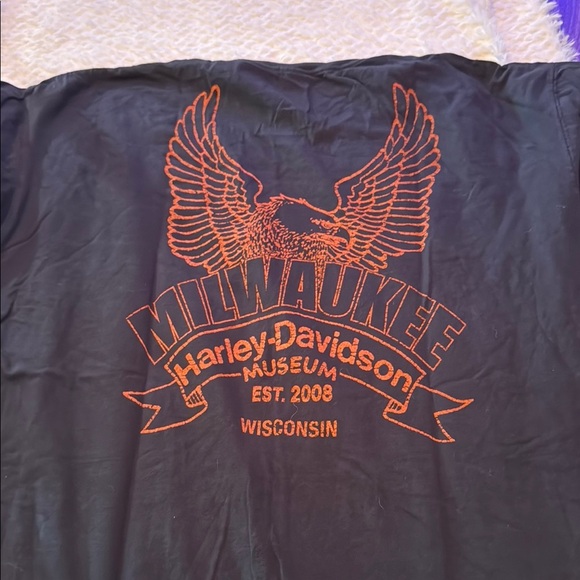 MILWAUKEE
Harley-Davidson
MUSEUM
EST. 2008
WISCONSIN